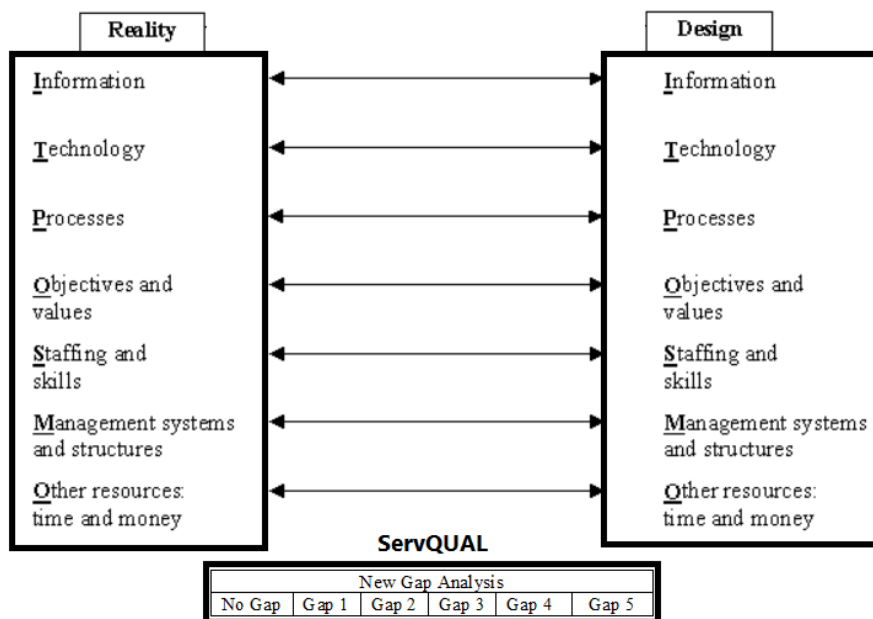 Reality
Information
Technology
Processes
Objectives and
values
Staffing and
skills
Management systems
and structures
Other resources:
time and money
Design
Information
Technology
Processes
Objectives and
values
Staffing and
skills
Management systems
and structures
Other resources:
time and money
ServQUAL
New Gap Analysis
No Gap Gap 1 Gap 2 Gap 3 Gap 4 Gap 5